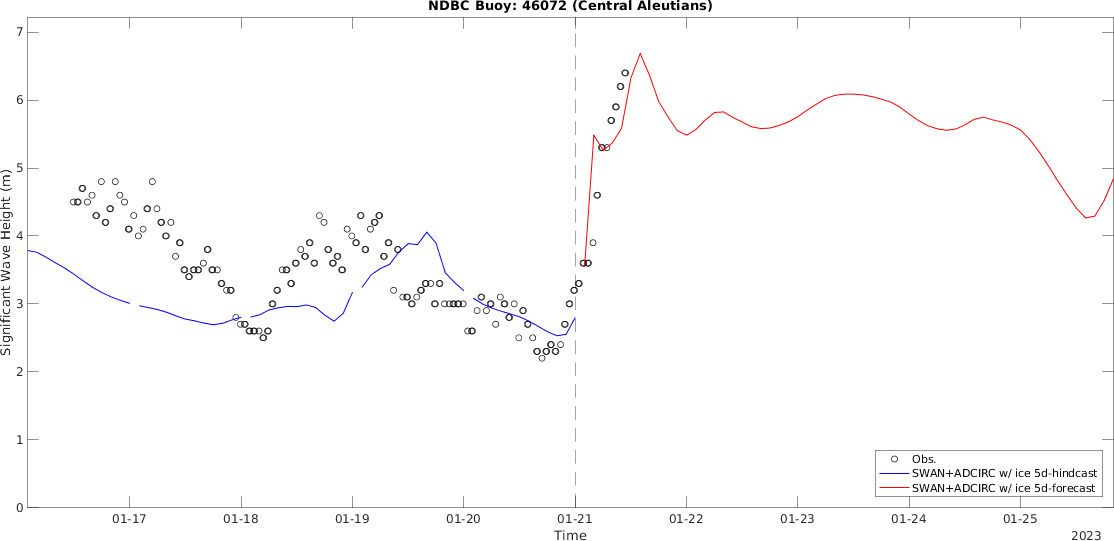 NDBC Buoy: 46072 (Central Aleutians)
7
6
5
4
3
2
1
0
Significant Wave Height (m)
Obs.
SWAN+ADCIRC w/ ice 5d-hindcast
SWAN+ADCIRC w/ ice 5d-forecast
01-17 01-18 01-19 01-20 01-21 01-22 01-23 01-24 01-25
Time
2023